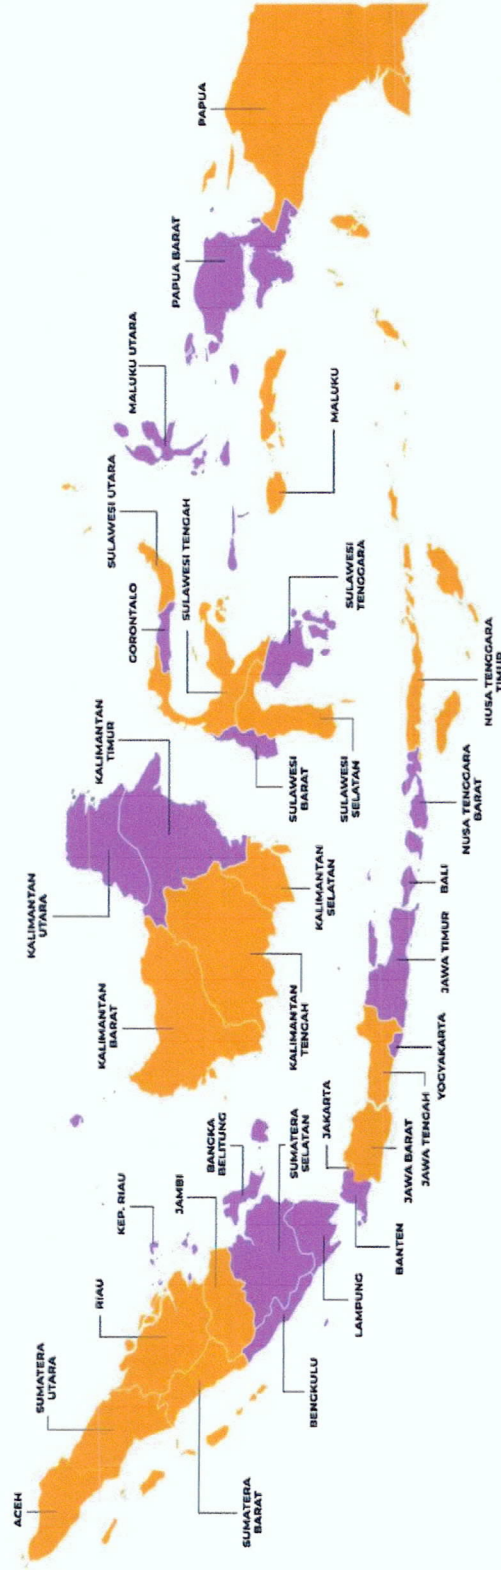 ACEH
SUMATERA
UTARA
RIAU
KEP. RIAU
JAMBI
BANGKA
BELITUNG
SUMATERA
SELATAN
SUMATERA
BARAT
BENGKULU
LAMPUNG
BANTEN
JAKARTA
JAWA BARAT
JAWA TENGAH
YOGYAKARTA
JAWA TIMUR
BALI
NUSA TENGGARA
BARAT
NUSA TENGGARA
TIMUR
KALIMANTAN
BARAT
KALIMANTAN
TENGAH
KALIMANTAN
SELATAN
KALIMANTAN
UTARA
KALIMANTAN
TIMUR
SULAWESI
BARAT
SULAWESI
SELATAN
GORONTALO
SULAWESI TENGAH
SULAWESI UTARA
SULAWESI
TENGGARA
MALUKU UTARA
MALUKU
PAPUA BARAT
PAPUA